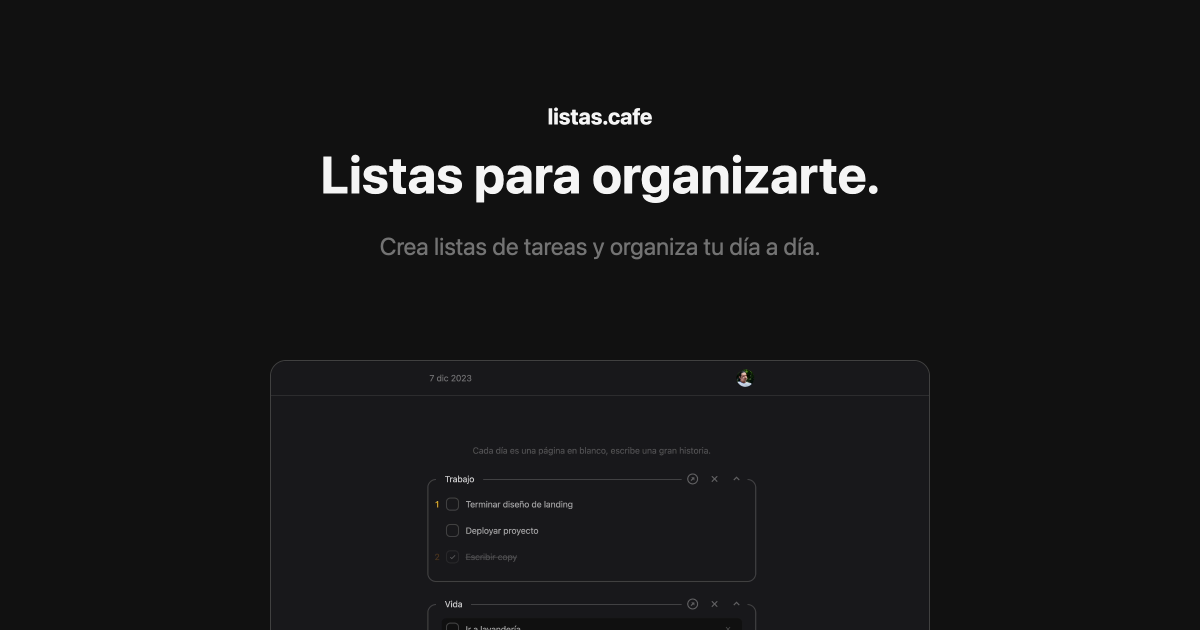 listas.cafe
Listas para organizarte.
Crea listas de tareas y organiza tu día a día.
7 dic 2023
Cada día es una página en blanco, escribe una gran historia.
Trabajo
1 Terminar diseño de landing
Deployar proyecto
2 Escribir copy
Vida
Ir a lavandería